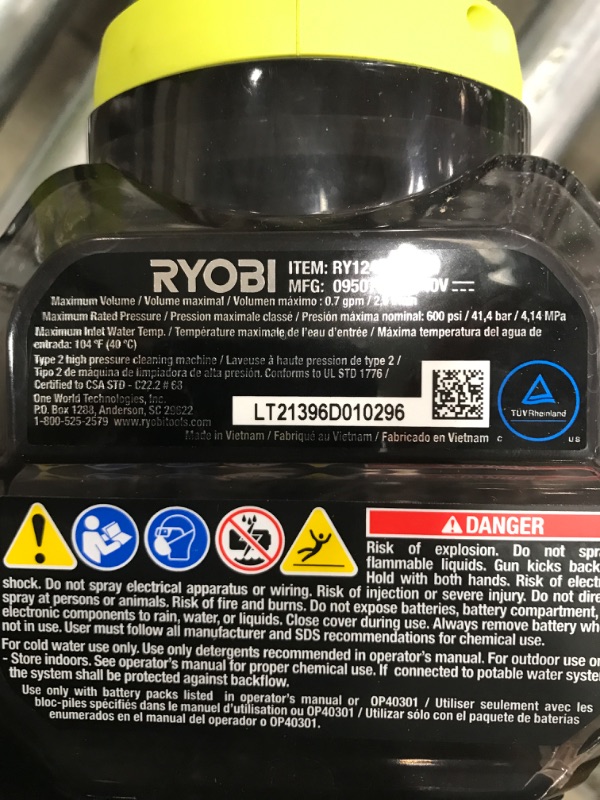 RYOBI
ITEM: RY12
MFG: 0950 0V
Maximum Volume / Volume maximal / Volumen máximo : 0.7 gpm /
Maximum Rated Pressure / Pression maximale classé / Presión máxima nominal: 600 psi / 41,4 bar / 4,14 MPa
Maximum Inlet Water Temp. / Température maximale de l'eau d'entrée / Máxima temperatura del agua de
entrada: 104 °F (40 °C)
Type 2 high pressure cleaning machine / Laveuse à haute pression de type 2 /
Tipo 2 de máquina de limpiadora de alta presión. Conforms to UL STD 1776 /
Certified to CSA STD - C22.2 # 68
One World Technologies, Inc.
P.O. Box 1288, Anderson, SC 29622
1-800-525-2579 www.ryobitools.com
LT21396D010296
Made in Vietnam / Fabriqué au Vietnam / Fabricado en Vietnam
TÜVRheinland
C US
DANGER
Risk of explosion. Do not spr
flammable liquids. Gun kicks back
Hold with both hands. Risk of elect
shock. Do not spray electrical apparatus or wiring. Risk of injection or severe injury. Do not dire
spray at persons or animals. Risk of fire and burns. Do not expose batteries, battery compartment,
electronic components to rain, water, or liquids. Close cover during use. Always remove battery wh
not in use. User must follow all manufacturer and SDS recommendations for chemical use.
For cold water use only. Use only detergents recommended in operator's manual. For outdoor use on
- Store indoors. See operator's manual for proper chemical use. If connected to potable water syste
the system shall be protected against backflow.
Use only with battery packs listed in operator's manual or OP40301 / Utiliser seulement avec les
bloc-piles spécifiés dans le manuel d'utilisation ou OP40301 / Utilizar sólo con el paquete de baterías
enumerados en el manual del operador o OP40301.